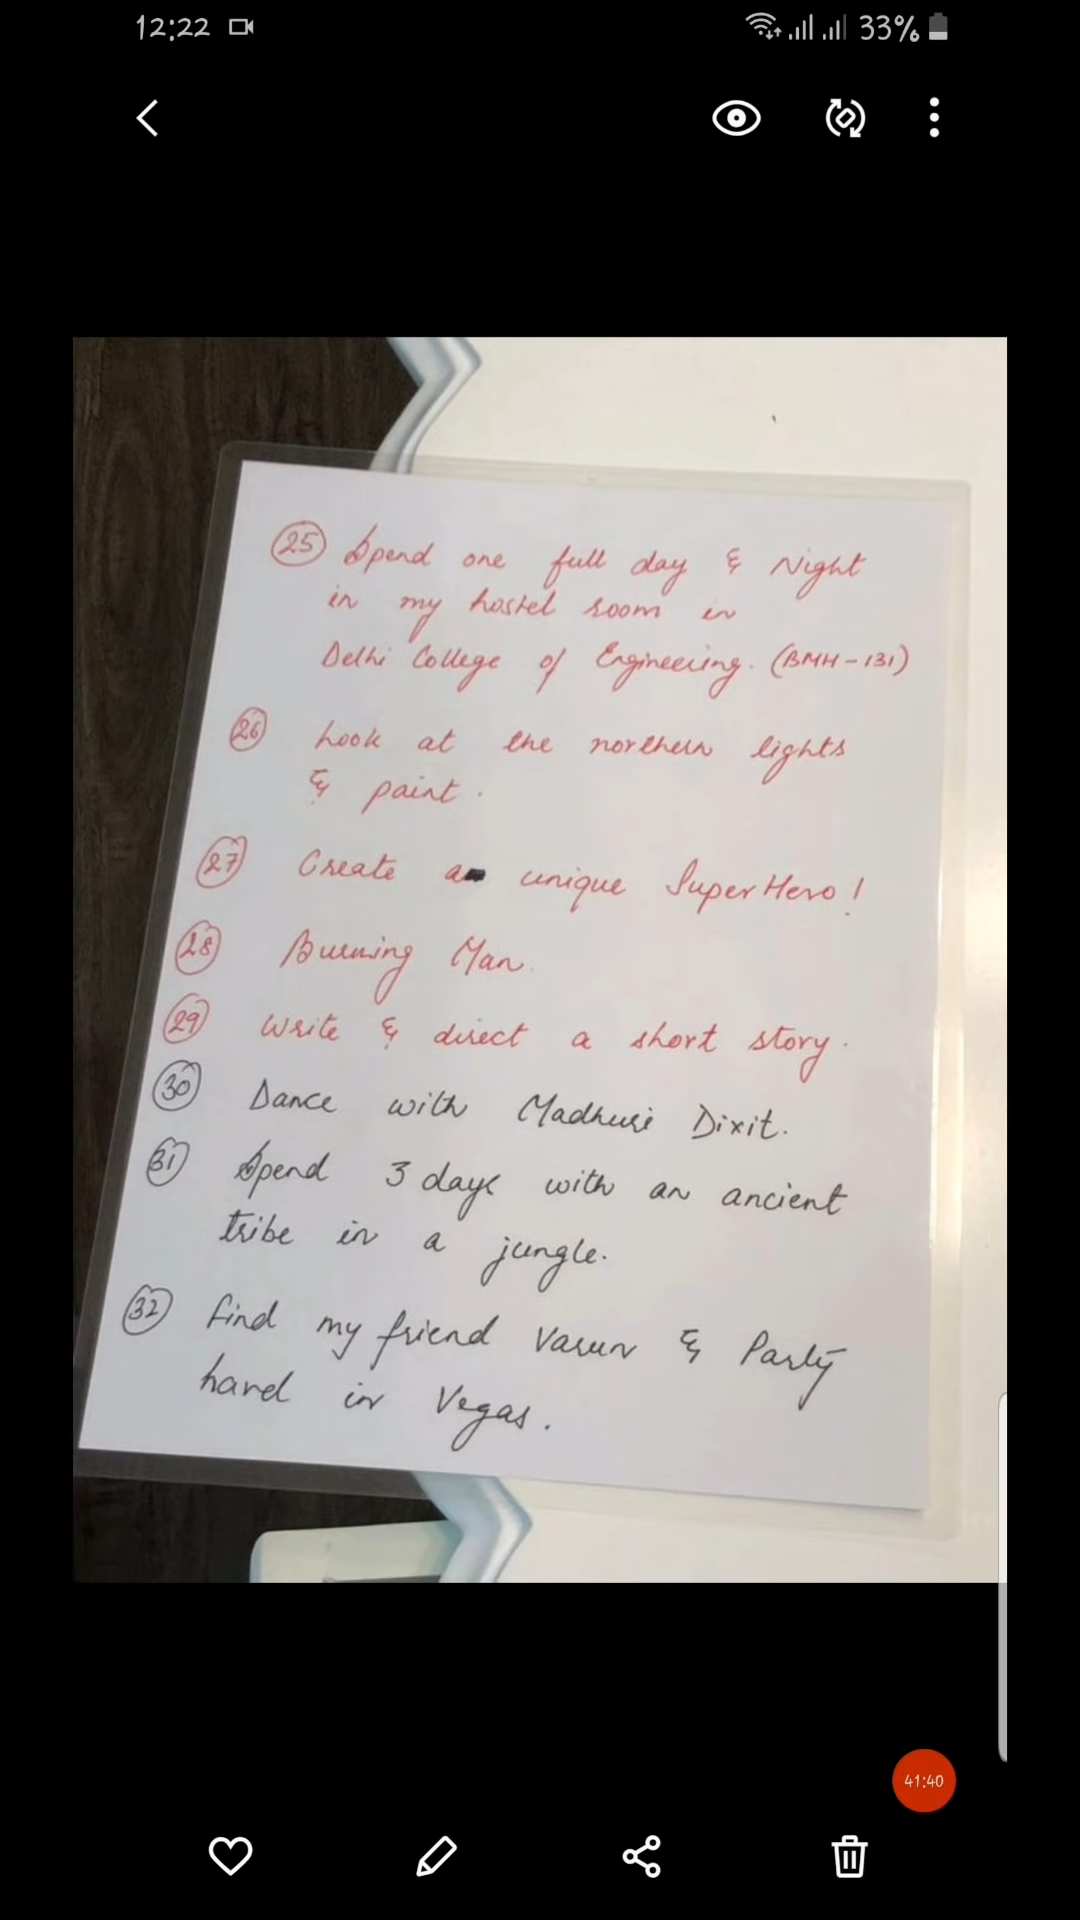 12:22
33%
25 Spend one full day & Night
in my hostel room in
Delhi College of Engineering. (BMH-131)
26 Look at the northern lights
& paint.
27 Create a unique SuperHero!
28 Burning Man.
29 Write & direct a short story.
30 Dance with Madhuri Dixit.
31 Spend 3 days with an ancient
tribe in a jungle.
32 Find my friend Varun & Party
hard in Vegas.
41:40